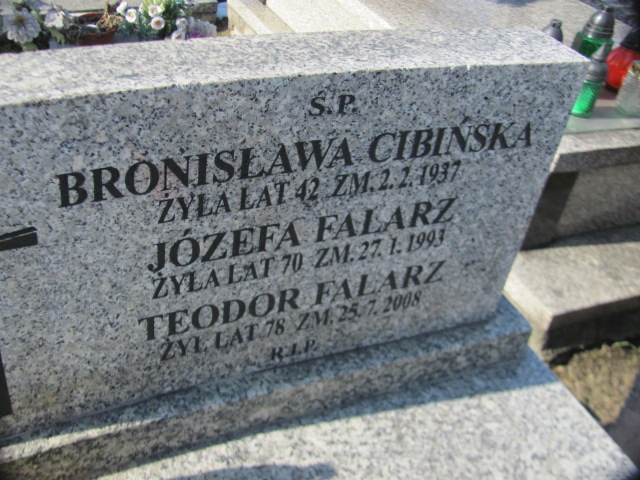 Ś.P.
BRONISŁAWA CIBIŃSKA
ŻYŁA LAT 42 ZM. 2.2.1937
JÓZEFA FALARZ
ŻYŁA LAT 70 ZM. 27.1.1993
TEODOR FALARZ
ŻYŁ LAT 78 ZM. 25.7.2008
R.I.P.